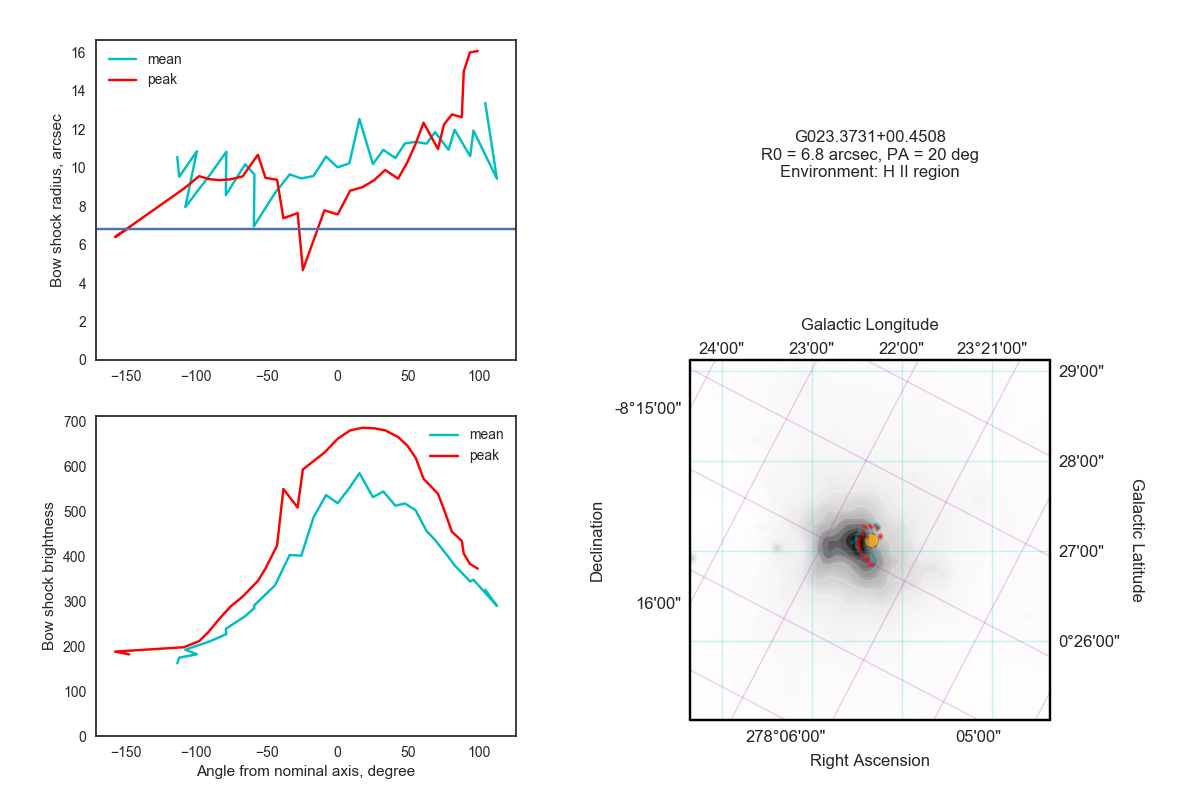 mean
peak
16
14
12
10
8
6
4
2
0
Bow shock radius, arcsec
−150
−100
−50
0
50
100
G023.3731+00.4508
R0 = 6.8 arcsec, PA = 20 deg
Environment: H II region
mean
peak
700
600
500
400
300
200
100
0
Bow shock brightness
−150
−100
−50
0
50
100
Angle from nominal axis, degree
Galactic Longitude
24'00"
23'00"
22'00"
23°21'00"
29'00"
28'00"
27'00"
0°26'00"
Galactic Latitude
-8°15'00"
16'00"
Declination
278°06'00"
05'00"
Right Ascension